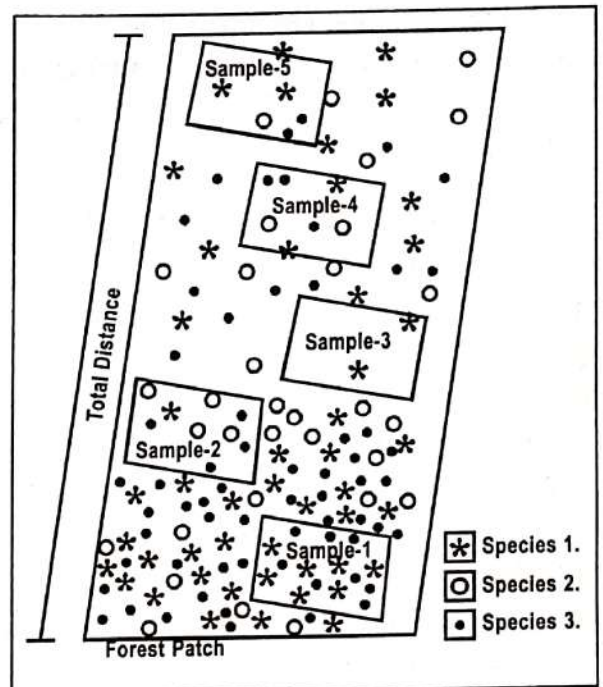 Sample-5
Sample-4
Sample-3
Total Distance
Sample-2
Sample-1
Species 1.
Species 2.
Species 3.
Forest Patch